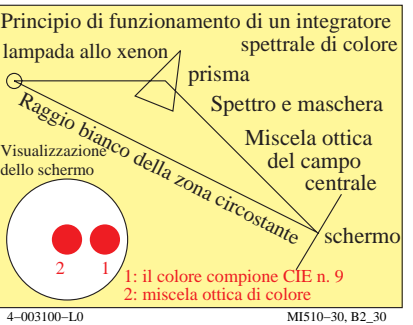 Principio di funzionamento di un integratore
spettrale di colore
lampada allo xenon
prisma
Spettro e maschera
Raggio bianco della zona circostante
Miscela ottica
del campo
centrale
Visualizzazione
dello schermo
schermo
2
1
1: il colore compione CIE n. 9
2: miscela ottica di colore
4-003100-L0
MI510-30, B2_30